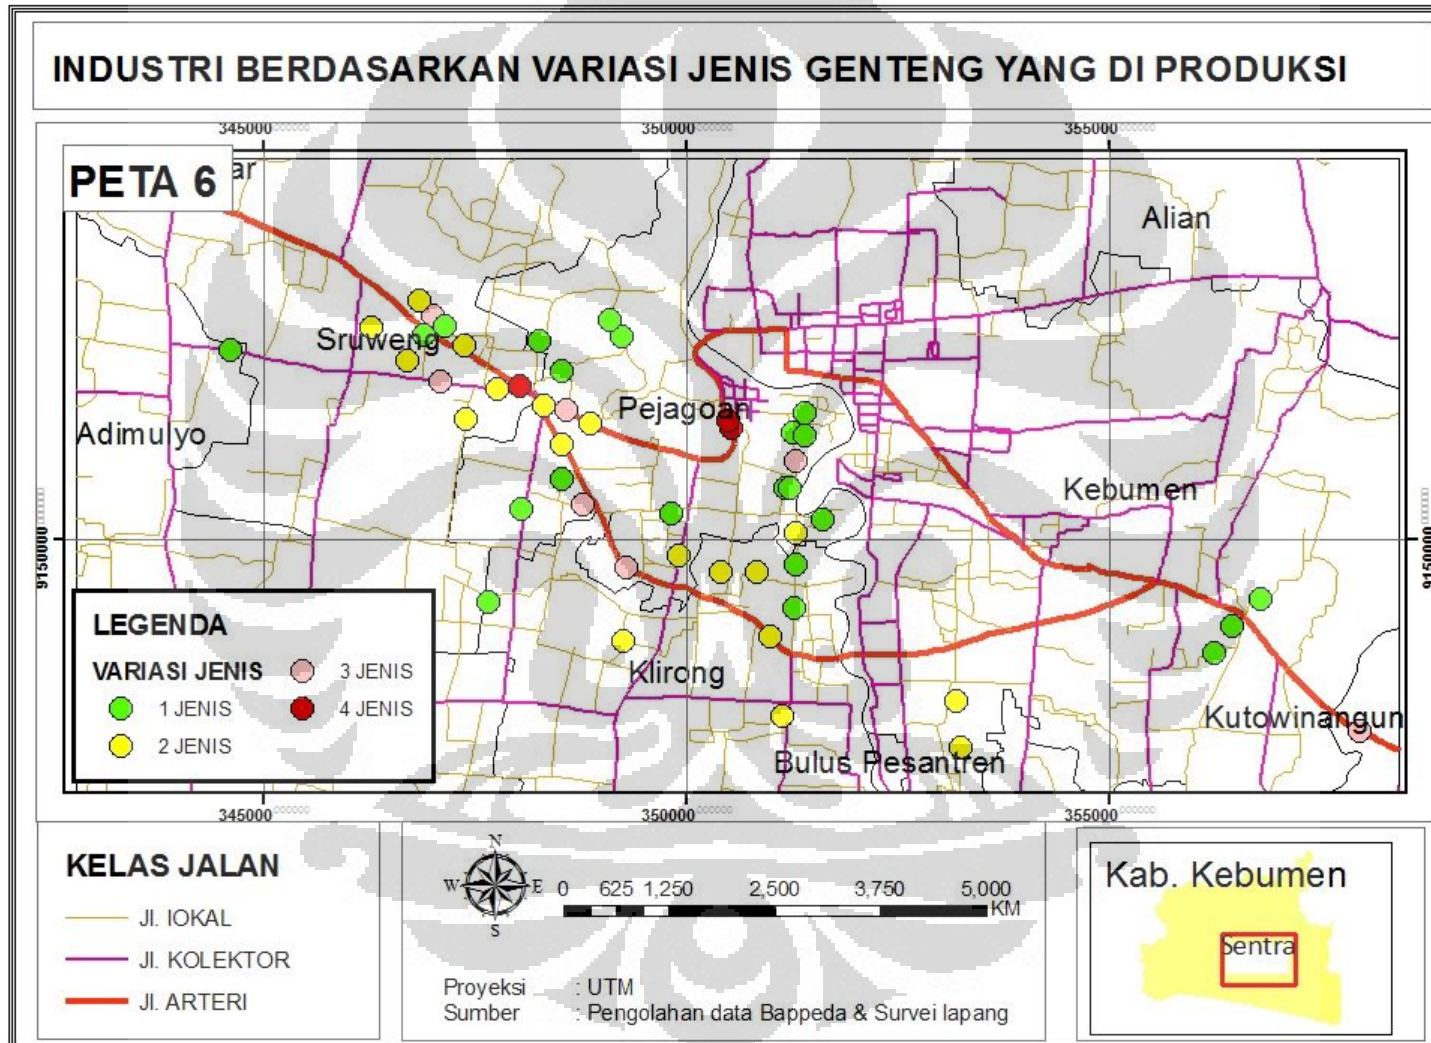 INDUSTRI BERDASARKAN VARIASI JENIS GENTENG YANG DI PRODUKSI
345000 350000 355000
PETA 6
ar
Alian
Sruweng
Pejagoan
Adimulyo
Kebumen
9150000 9150000
Klirong
Kutowinangun
Bulus Pesantren
LEGENDA
VARIASI JENIS
1 JENIS
2 JENIS
3 JENIS
4 JENIS
345000 350000 355000
KELAS JALAN
Jl. lOKAL
Jl. KOLEKTOR
Jl. ARTERI
N
W E
S
0 625 1,250 2,500 3,750 5,000
KM
Proyeksi : UTM
Sumber : Pengolahan data Bappeda & Survei lapang
Kab. Kebumen
Sentra